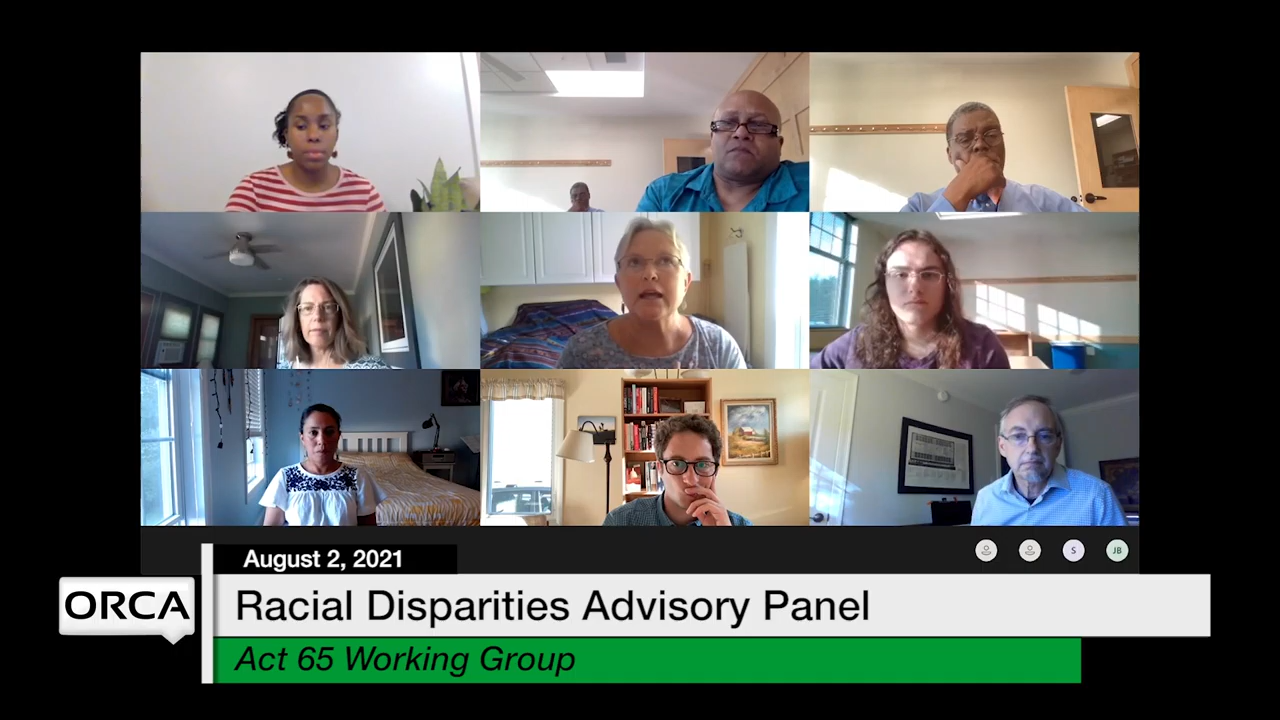 S
JB
August 2, 2021
ORCA
Racial Disparities Advisory Panel
Act 65 Working Group